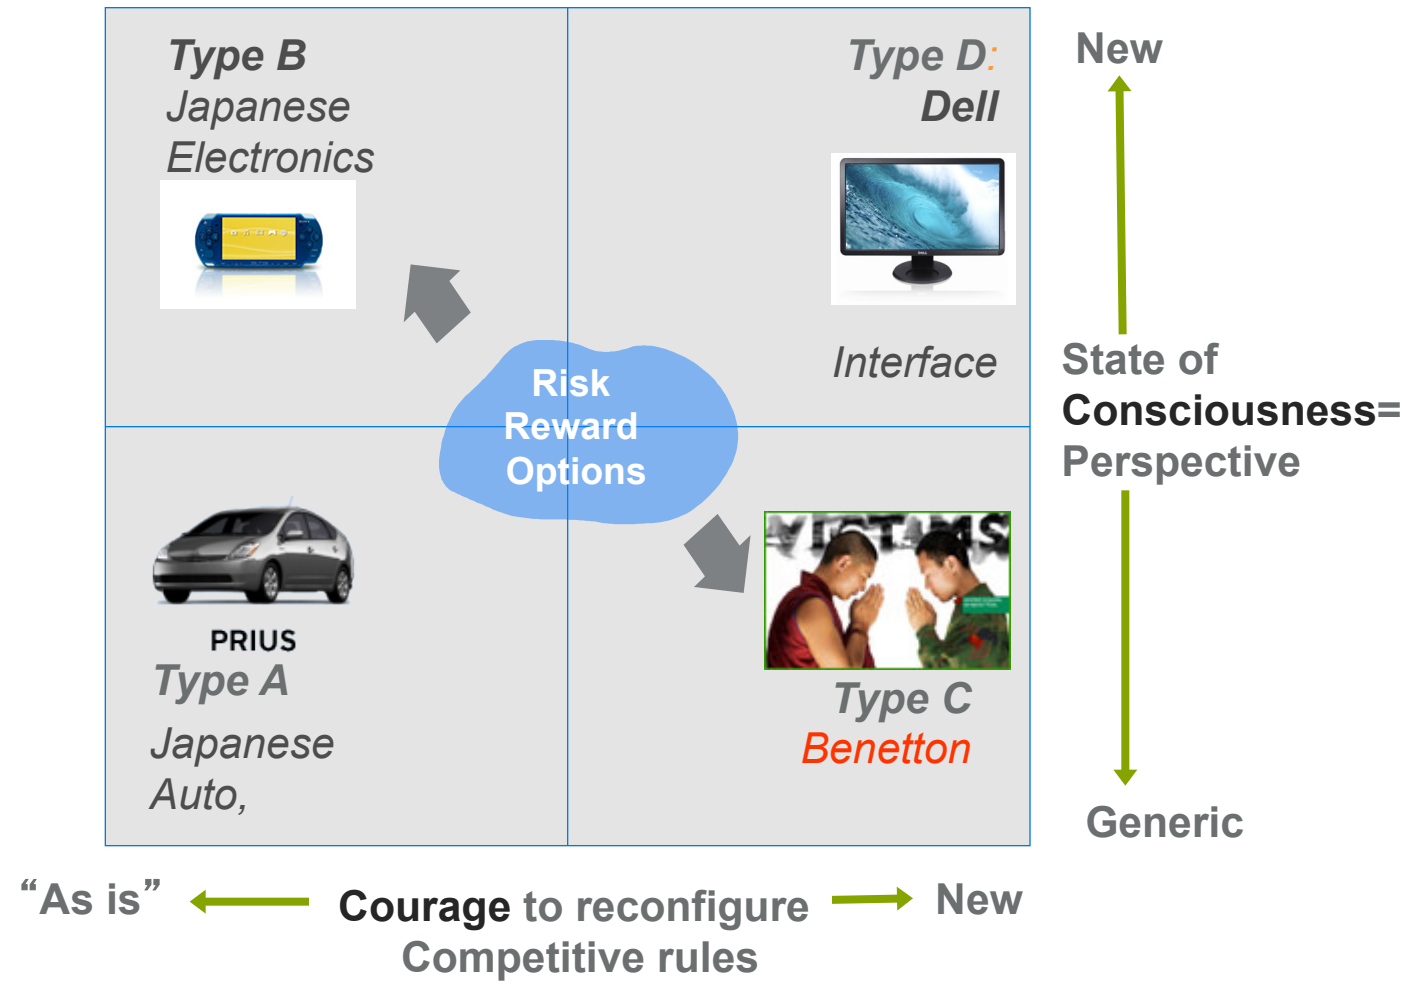 Type B
Japanese
Electronics
Type D:
Dell
Interface
New
State of
Consciousness=
Perspective
Generic
Risk
Reward
Options
PRIUS
Type A
Japanese
Auto,
VICTIMS
Type C
Benetton
“As is”
Courage to reconfigure
Competitive rules
New